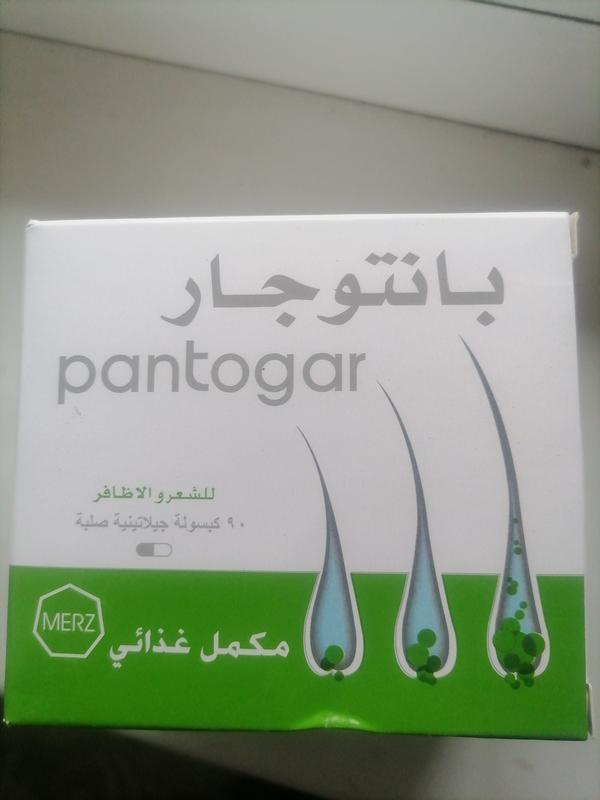 بانتوجار
pantogar
للشعر والاظافر
٩٠ كبسولة جيلاتينية صلبة
MERZ
مكمل غذائي